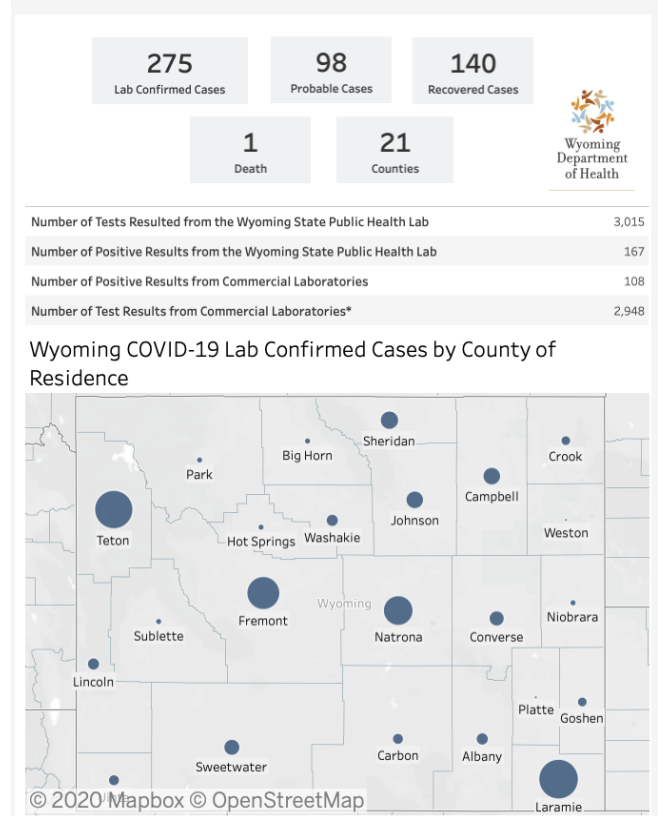 275
Lab Confirmed Cases
98
Probable Cases
140
Recovered Cases
1
Death
21
Counties
Wyoming
Department
of Health
Number of Tests Resulted from the Wyoming State Public Health Lab 3,015
Number of Positive Results from the Wyoming State Public Health Lab 167
Number of Positive Results from Commercial Laboratories 108
Number of Test Results from Commercial Laboratories* 2,948
Wyoming COVID-19 Lab Confirmed Cases by County of
Residence
Sheridan
Big Horn
Crook
Park
Campbell
Johnson
Weston
Teton
Hot Springs
Washakie
Wyoming
Niobrara
Fremont
Sublette
Natrona
Converse
Lincoln
Platte
Goshen
Carbon
Albany
Sweetwater
© 2020 Mapbox © OpenStreetMap
Laramie